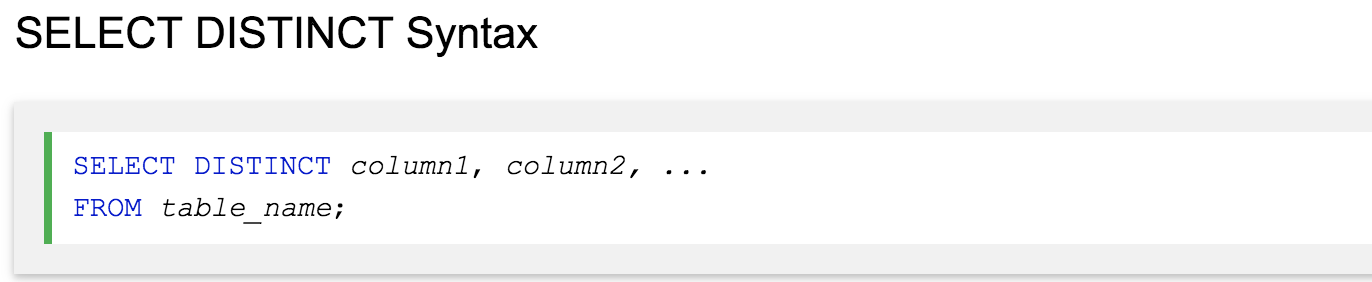 SELECT DISTINCT Syntax
SELECT DISTINCT column1, column2, ...
FROM table_name;